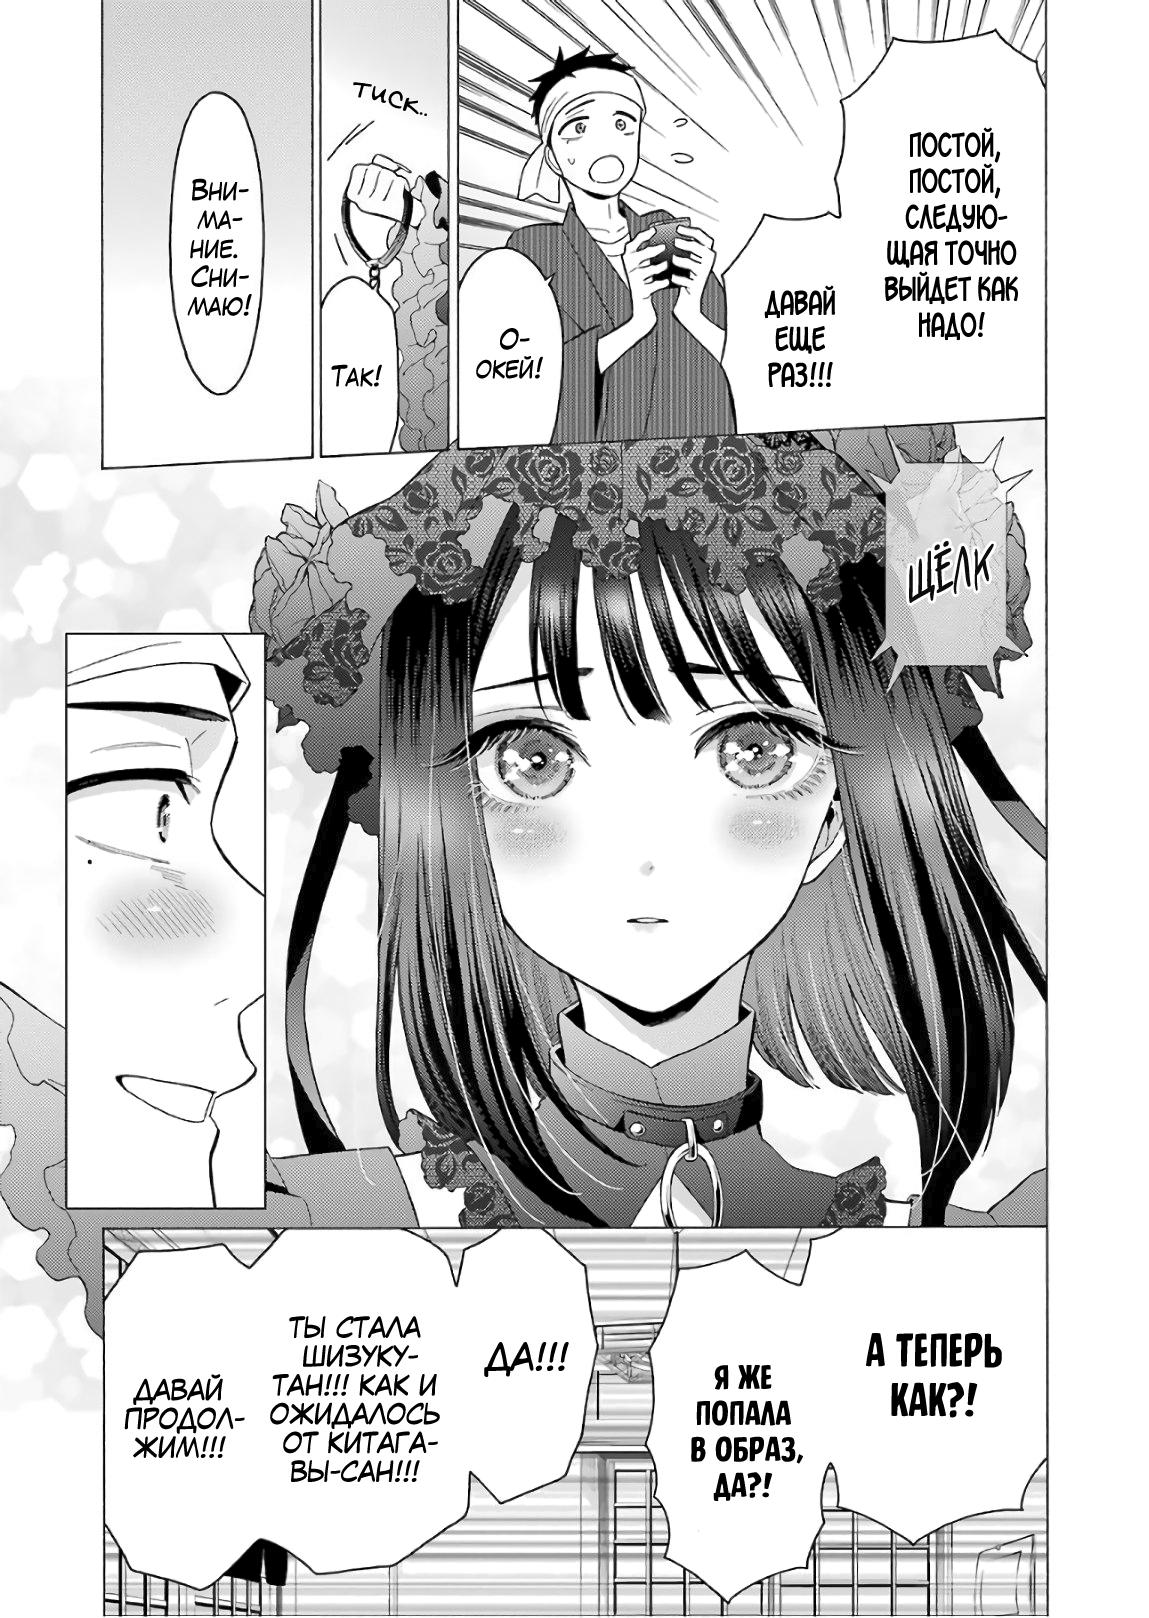 ПОСТОЙ,
ПОСТОЙ,
СЛЕДУЮ-
ЩАЯ ТОЧНО
ВЫЙДЕТ КАК
НАДО!
ДАВАЙ
ЕЩЕ
РАЗ!!!
О-
ОКЕЙ!
ТИСК...
ТАК!
ВНИ-
МА-
НИЕ.
СНИ-
МАЮ!
ЩЁЛК
А ТЕПЕРЬ
КАК?!
Я ЖЕ
ПОПАЛА
В ОБРАЗ,
ДА?!
ДА!!!
ТЫ СТАЛА
ШИЗУКУ-
ТАН!!! КАК И
ОЖИДАЛОСЬ
ОТ КИТАГА-
ВЫ-САН!!!
ДАВАЙ
ПРОДОЛ-
ЖИМ!!!